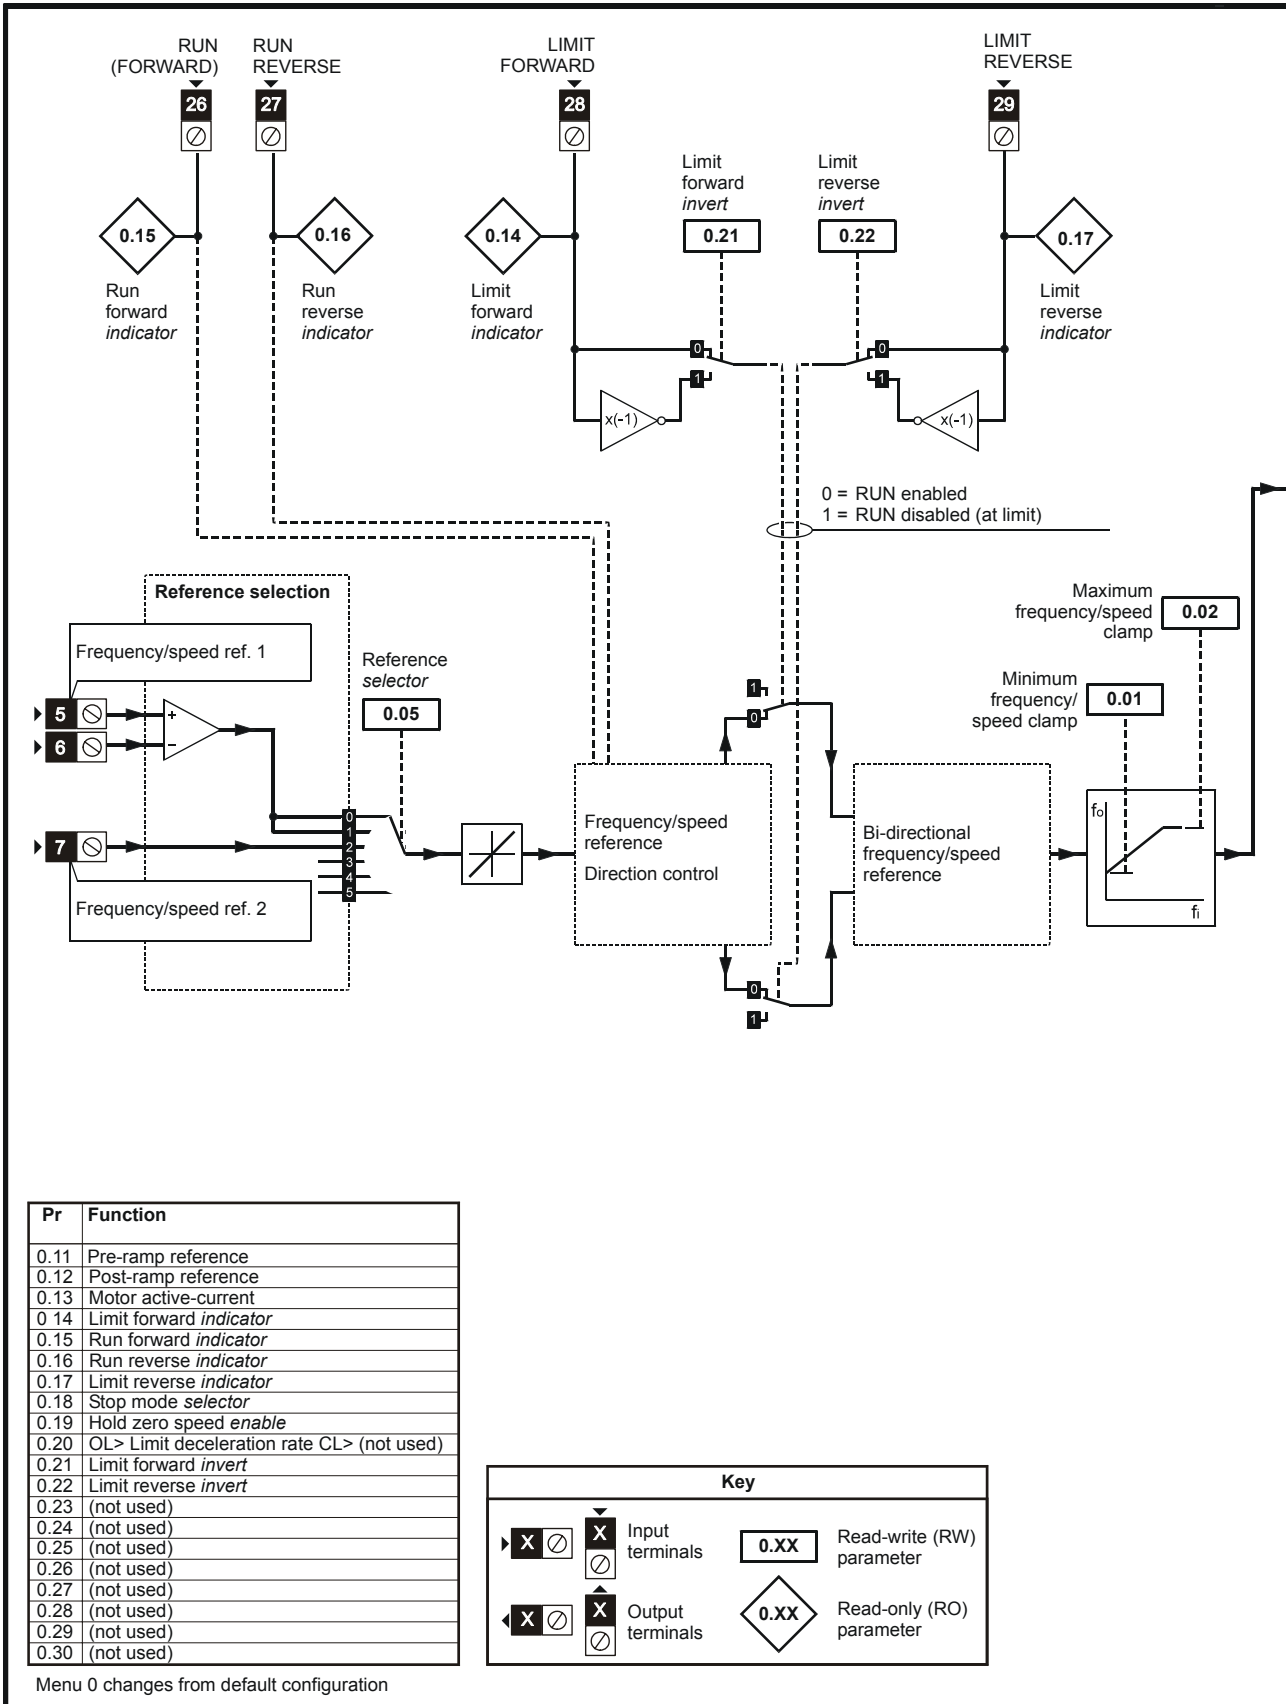 RUN
(FORWARD)
RUN
REVERSE
LIMIT
FORWARD
LIMIT
REVERSE
26
27
28
29
Limit
forward
invert
Limit
reverse
invert
0.15
0.16
0.14
0.21
0.22
0.17
Run
forward
indicator
Run
reverse
indicator
Limit
forward
indicator
Limit
reverse
indicator
0
1
0
1
x(-1)
x(-1)
0 = RUN enabled
1 = RUN disabled (at limit)
Reference selection
Frequency/speed ref. 1
Reference
selector
0.05
Maximum
frequency/speed
clamp
0.02
Minimum
frequency/
speed clamp
0.01
5
6
+
−
7
0
1
2
3
4
5
Frequency/speed ref. 2
1
0
Frequency/speed
reference
Direction control
Bi-directional
frequency/speed
reference
fo
fi
0
1
Pr Function
0.11 Pre-ramp reference
0.12 Post-ramp reference
0.13 Motor active-current
0 14 Limit forward indicator
0.15 Run forward indicator
0.16 Run reverse indicator
0.17 Limit reverse indicator
0.18 Stop mode selector
0.19 Hold zero speed enable
0.20 OL> Limit deceleration rate CL> (not used)
0.21 Limit forward invert
0.22 Limit reverse invert
0.23 (not used)
0.24 (not used)
0.25 (not used)
0.26 (not used)
0.27 (not used)
0.28 (not used)
0.29 (not used)
0.30 (not used)
Menu 0 changes from default configuration
Key
X
X
Input
terminals
0.XX
Read-write (RW)
parameter
X
X
Output
terminals
0.XX
Read-only (RO)
parameter